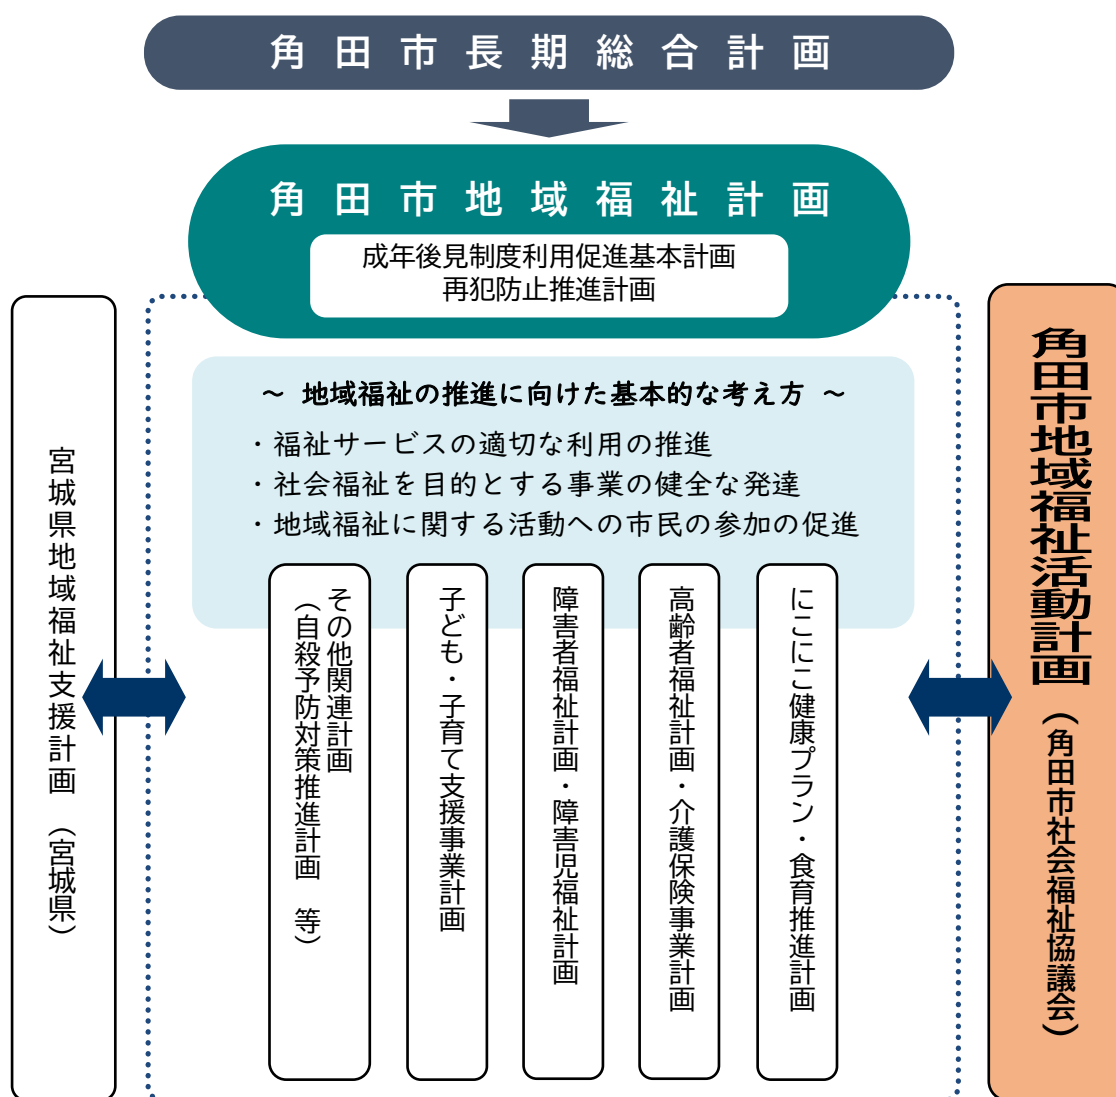 角田市長期総合計画
角田市地域福祉計画
成年後見制度利用促進基本計画
再犯防止推進計画
～ 地域福祉の推進に向けた基本的な考え方 ～
・福祉サービスの適切な利用の推進
・社会福祉を目的とする事業の健全な発達
・地域福祉に関する活動への市民の参加の促進
角田市地域福祉活動計画（角田市社会福祉協議会）
にこにこ健康プラン・食育推進計画
高齢者福祉計画・介護保険事業計画
障害者福祉計画・障害児福祉計画
子ども・子育て支援事業計画
その他関連計画
（自殺予防対策推進計画　等）
宮城県地域福祉支援計画　（宮城県）